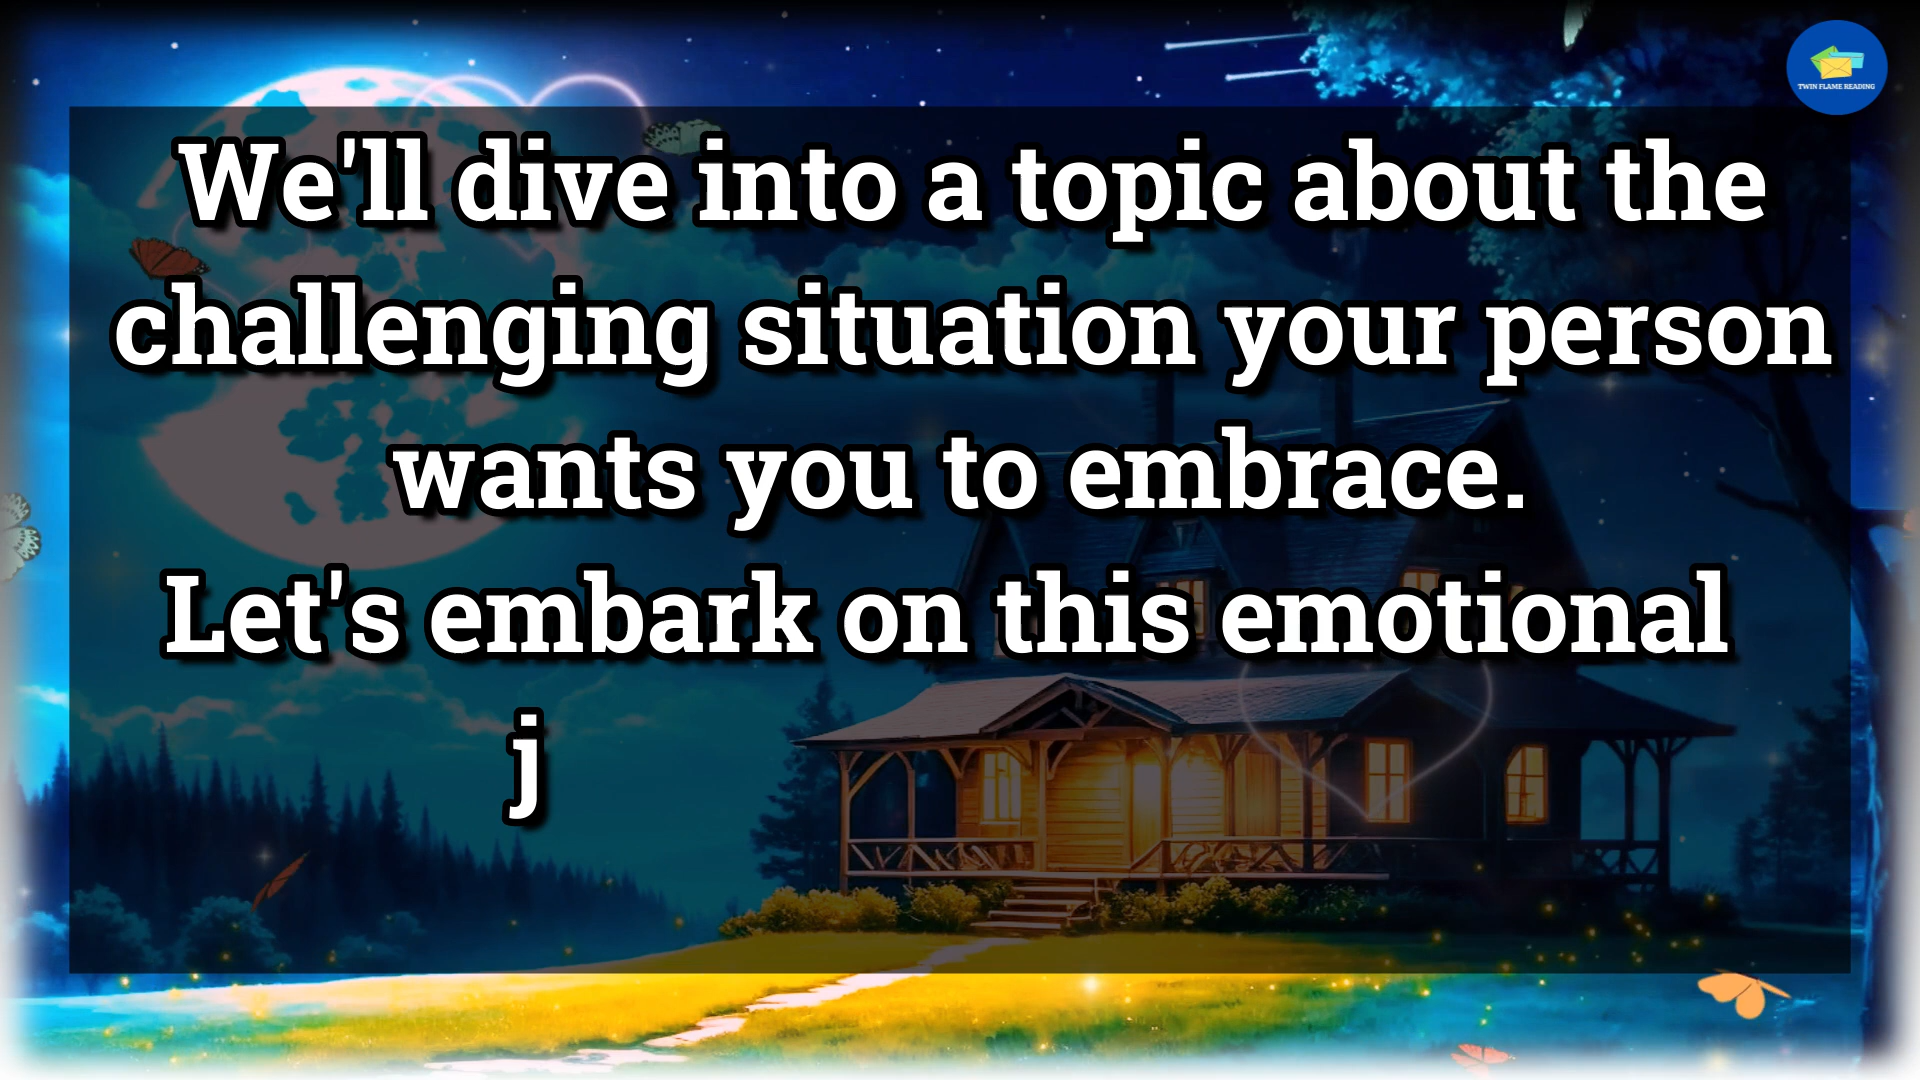 TWIN FLAME READING
We'll dive into a topic about the
challenging situation your person
wants you to embrace.
Let's embark on this emotional
j